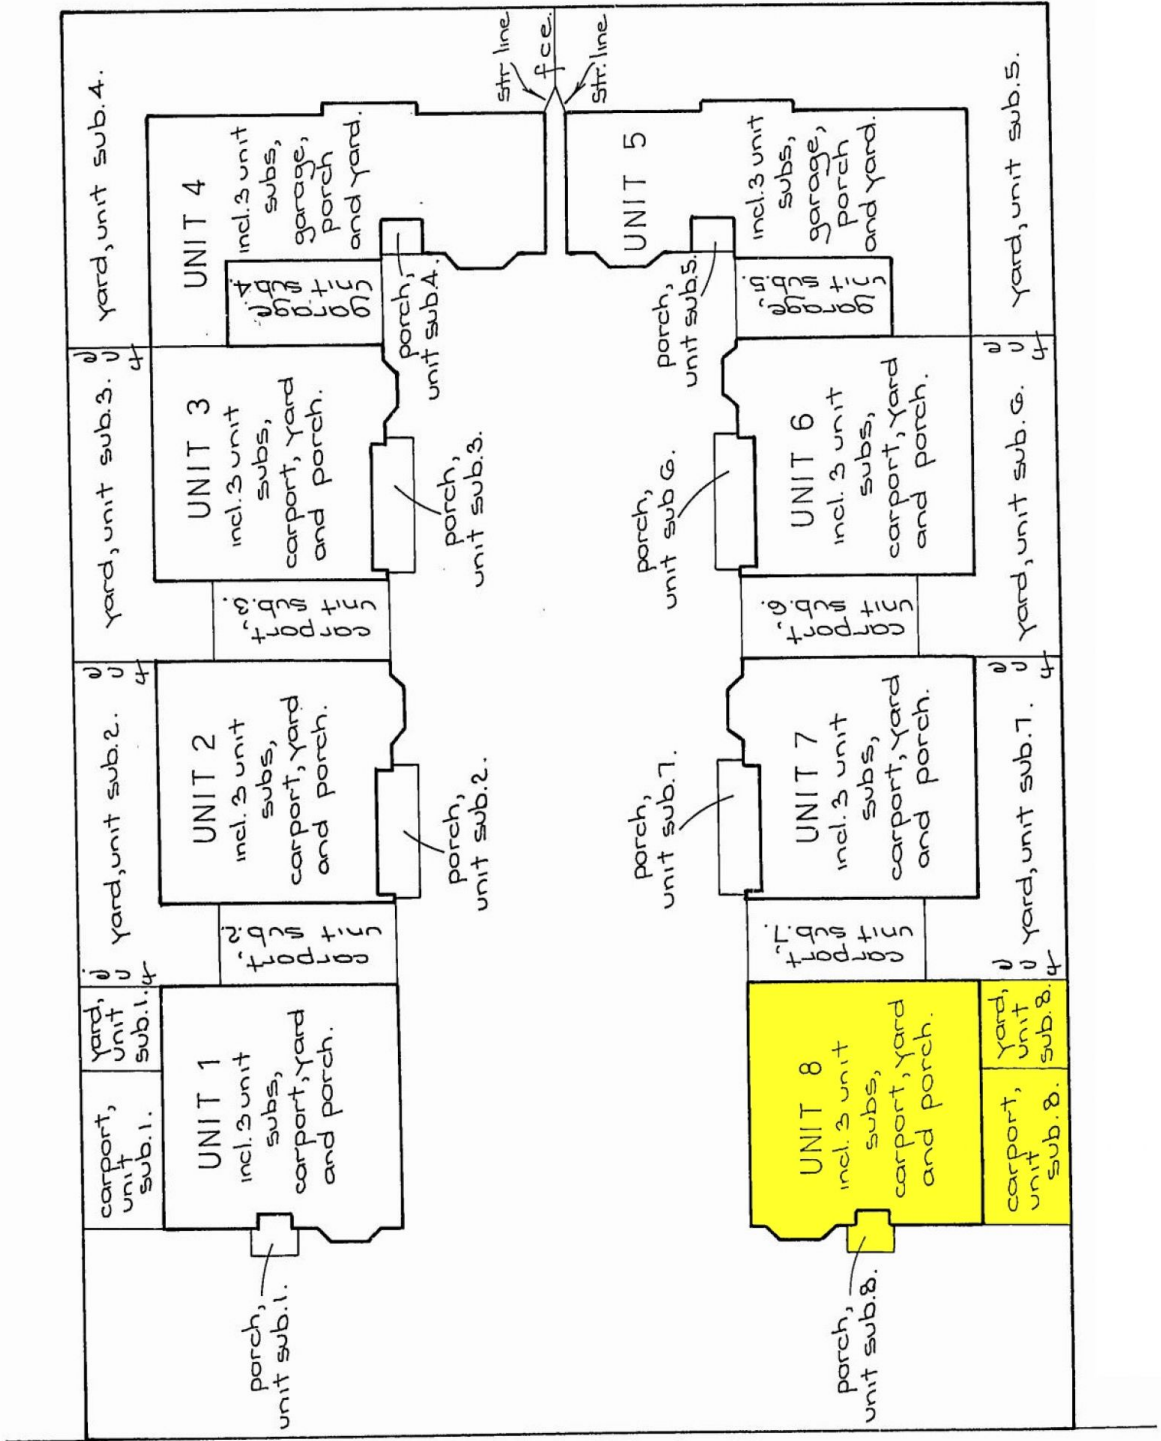 str. line
fce.
str. line
yard, unit sub.4.
UNIT 4
incl. 3 unit
subs,
garage,
porch
and yard.
garage,
unit sub.4.
porch,
unit sub.4.
UNIT 5
incl. 3 unit
subs,
garage,
porch
and yard.
garage,
unit sub.5.
porch,
unit sub.5.
yard, unit sub.5.
fce
yard, unit sub.3.
UNIT 3
incl. 3 unit
subs,
carport, yard
and porch.
porch,
unit sub.3.
carport,
unit sub.3.
porch,
unit sub 6.
UNIT 6
incl. 3 unit
subs,
carport, yard
and porch.
carport,
unit sub.6.
fce
yard, unit sub.6.
fce
yard, unit sub.2.
UNIT 2
incl. 3 unit
subs,
carport, yard
and porch.
porch,
unit sub.2.
carport,
unit sub.2.
porch,
unit sub.7.
UNIT 7
incl. 3 unit
subs,
carport, yard
and porch.
carport,
unit sub.7.
fce
yard, unit sub.7.
fce
yard,
unit
sub.1.
carport,
unit
sub.1.
UNIT 1
incl. 3 unit
subs,
carport, yard
and porch.
porch,
unit sub.1.
UNIT 8
incl. 3 unit
subs,
carport, yard
and porch.
porch,
unit sub.8.
fce
yard,
unit
sub.8.
carport,
unit
sub.8.